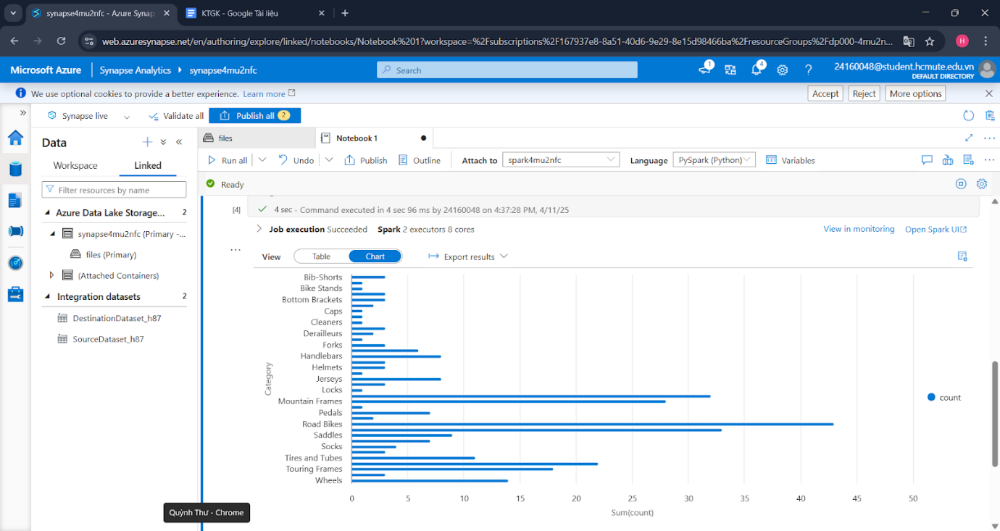 synapse4mu2nfc - Azure Synap
KTGK - Google Tài liệu
web.azuresynapse.net/en/authoring/explore/linked/notebooks/Notebook%201?workspace=%2Fsubscriptions%2F167937e8-8a51-40d6-9e29-8e15d98466ba%2FresourceGroups%2Fdp000-4mu2n...
H
Microsoft Azure
Synapse Analytics
synapse4mu2nfc
Search
1
4
24160048@student.hcmute.edu.vn
DEFAULT DIRECTORY
We use optional cookies to provide a better experience. Learn more
Accept
Reject
More options
Synapse live
Validate all
Publish all 2
Data
Workspace
Linked
Filter resources by name
Azure Data Lake Storage... 2
synapse4mu2nfc (Primary -...
files (Primary)
(Attached Containers)
Integration datasets 2
DestinationDataset_h87
SourceDataset_h87
files
Notebook 1
Run all
Undo
Publish
Outline
Attach to
spark4mu2nfc
Language
PySpark (Python)
Variables
Ready
[4]
4 sec - Command executed in 4 sec 96 ms by 24160048 on 4:37:28 PM, 4/11/25
Job execution Succeeded Spark 2 executors 8 cores
View in monitoring
Open Spark UI
View
Table
Chart
Export results
Category
Bib-Shorts
Bike Stands
Bottom Brackets
Caps
Cleaners
Derailleurs
Forks
Handlebars
Helmets
Jerseys
Locks
Mountain Frames
Pedals
Road Bikes
Saddles
Socks
Tires and Tubes
Touring Frames
Wheels
count
0 5 10 15 20 25 30 35 40 45 50
Sum(count)
Quỳnh Thư - Chrome